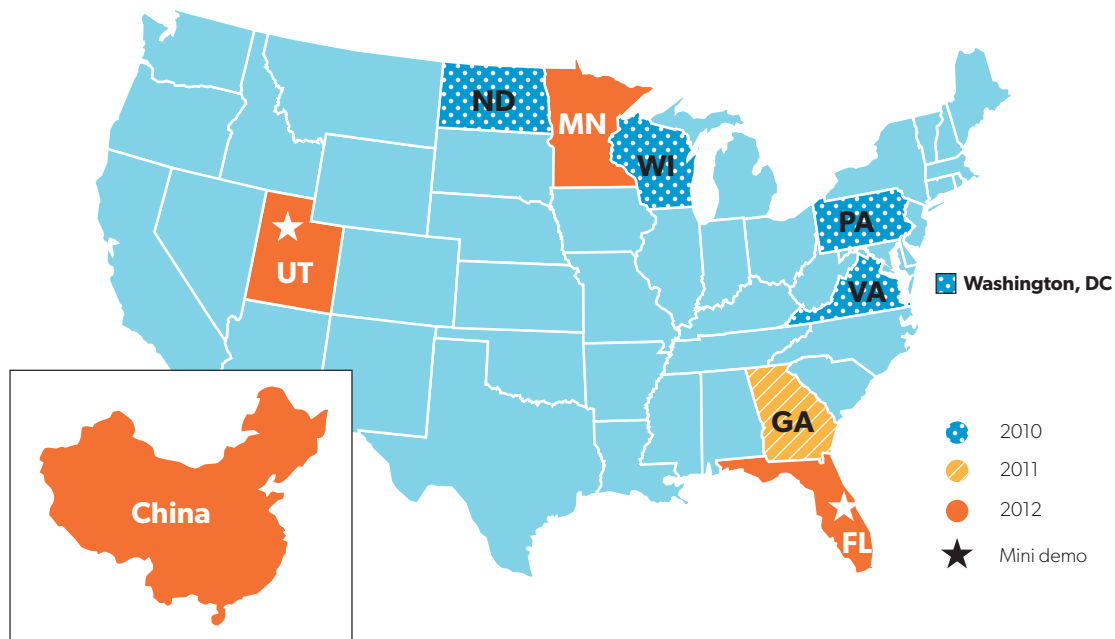 ND
MN
WI
PA
UT
VA
Washington, DC
GA
China
FL
2010
2011
2012
Mini demo